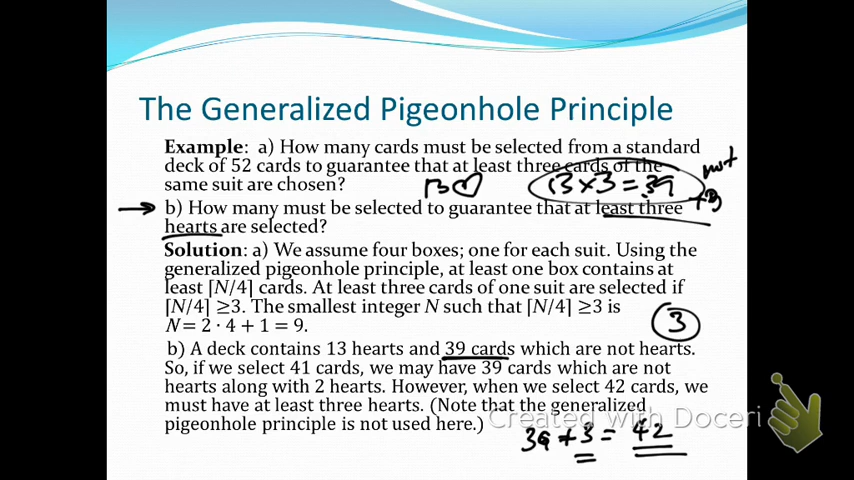 The Generalized Pigeonhole Principle
Example: a) How many cards must be selected from a standard
deck of 52 cards to guarantee that at least three cards of the
same suit are chosen?
13♡ 13 × 3 = 39 not
+3
b) How many must be selected to guarantee that at least three
hearts are selected?
Solution: a) We assume four boxes; one for each suit. Using the
generalized pigeonhole principle, at least one box contains at
least ⌈N/4⌉ cards. At least three cards of one suit are selected if
⌈N/4⌉ ≥3. The smallest integer N such that ⌈N/4⌉ ≥3 is
N = 2 · 4 + 1 = 9.
3
b) A deck contains 13 hearts and 39 cards which are not hearts.
So, if we select 41 cards, we may have 39 cards which are not
hearts along with 2 hearts. However, when we select 42 cards, we
must have at least three hearts. (Note that the generalized
pigeonhole principle is not used here.)
Created with Doceri
39 + 3 = 42